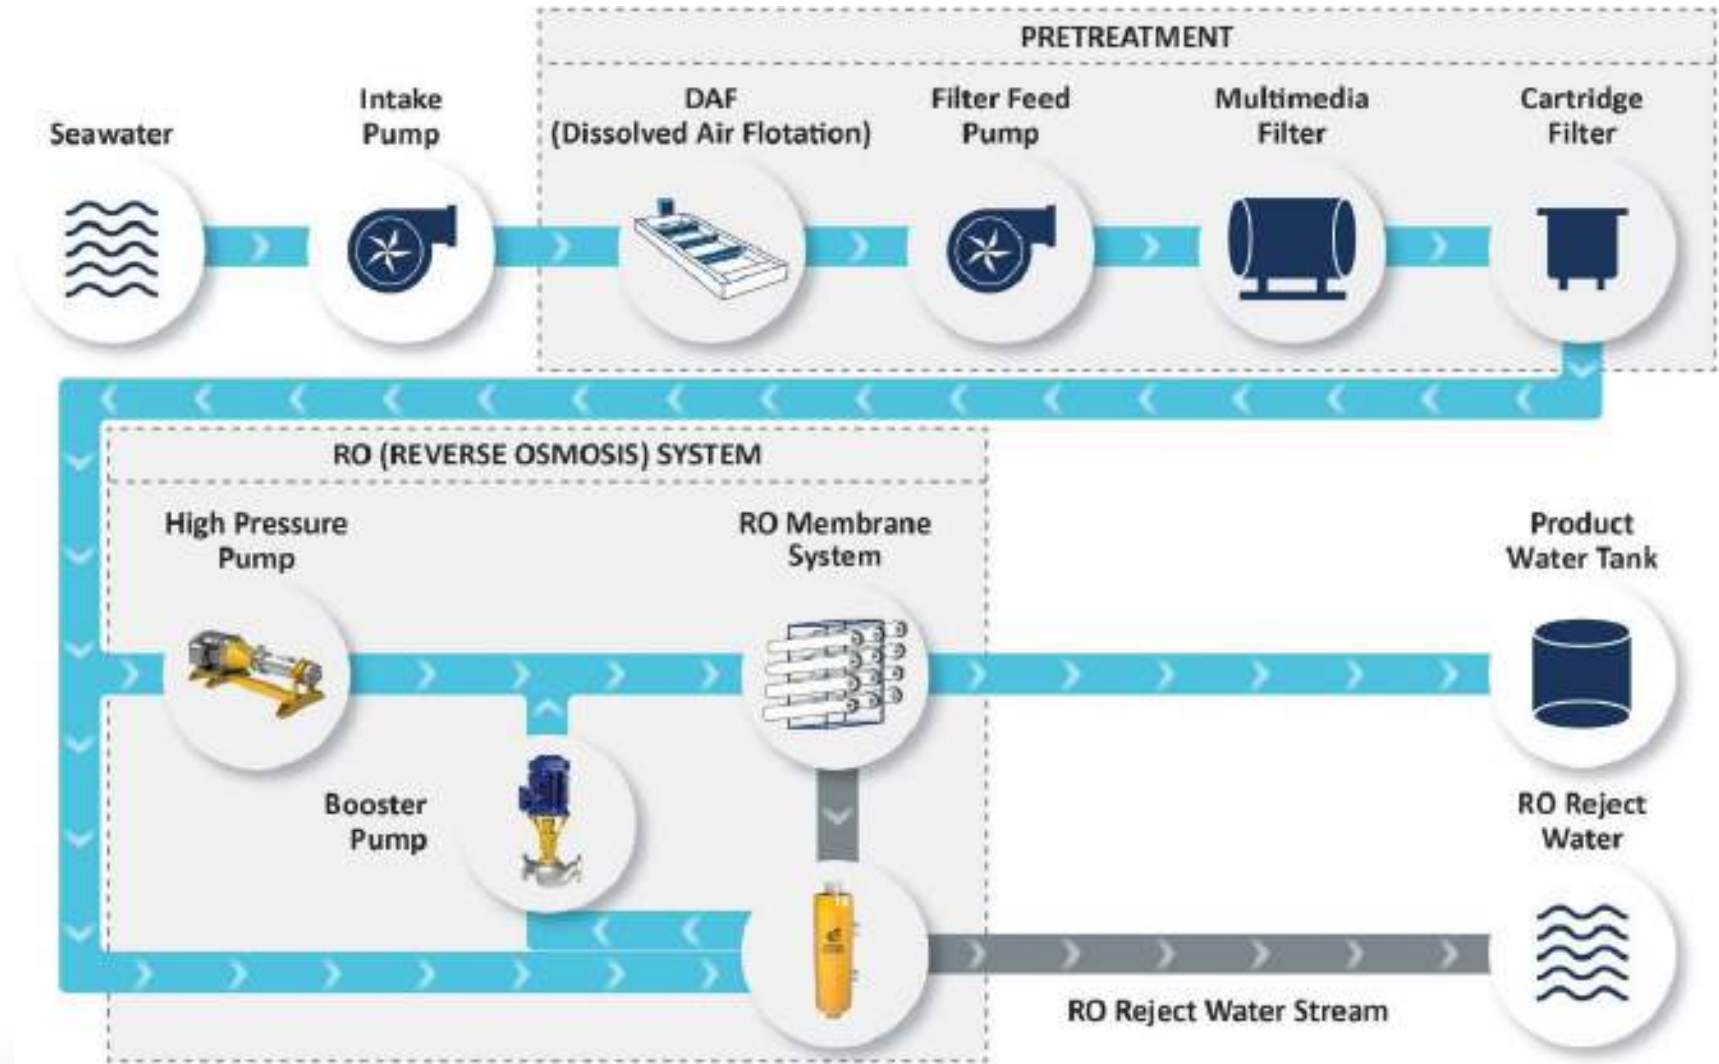 PRETREATMENT
Seawater
Intake
Pump
DAF
(Dissolved Air Flotation)
Filter Feed
Pump
Multimedia
Filter
Cartridge
Filter
RO (REVERSE OSMOSIS) SYSTEM
High Pressure
Pump
RO Membrane
System
Product
Water Tank
Booster
Pump
RO Reject
Water
RO Reject Water Stream